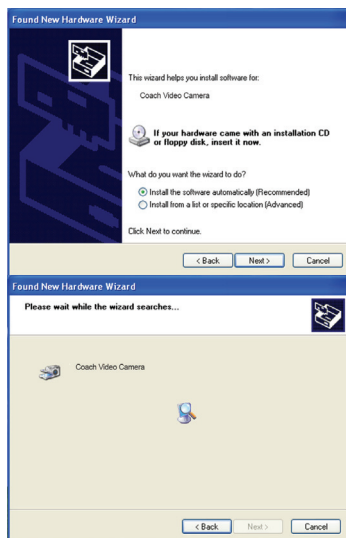 Found New Hardware Wizard
This wizard helps you install software for:
Coach Video Camera
If your hardware came with an installation CD
or floppy disk, insert it now.
What do you want the wizard to do?
Install the software automatically (Recommended)
Install from a list or specific location (Advanced)
Click Next to continue.
< Back Next > Cancel
Found New Hardware Wizard
Please wait while the wizard searches...
Coach Video Camera
< Back Next > Cancel